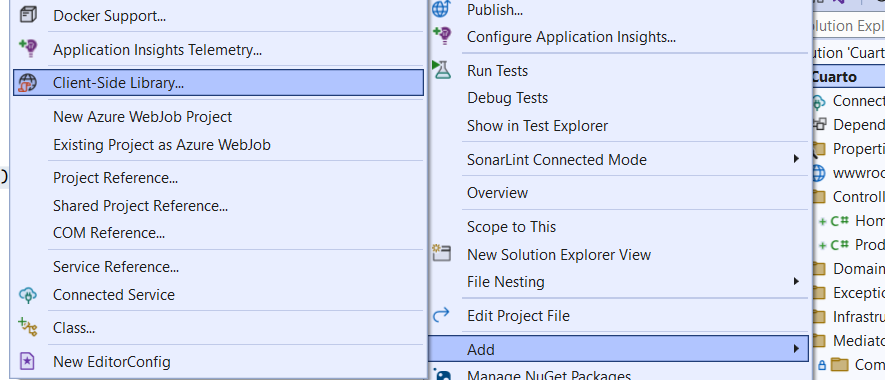 Docker Support...
Application Insights Telemetry...
Client-Side Library...
New Azure WebJob Project
Existing Project as Azure WebJob
Project Reference...
Shared Project Reference...
COM Reference...
Service Reference...
Connected Service
Class...
New EditorConfig
Publish...
Configure Application Insights...
Run Tests
Debug Tests
Show in Test Explorer
SonarLint Connected Mode
Overview
Scope to This
New Solution Explorer View
File Nesting
Edit Project File
Add
Manage NuGet Packages
olution Expl
ution 'Cuart
Cuarto
Connect
Depend
Properti
wwwroo
Controll
C# Hom
C# Prod
Domain
Exceptio
Infrastru
Mediato
Com
)